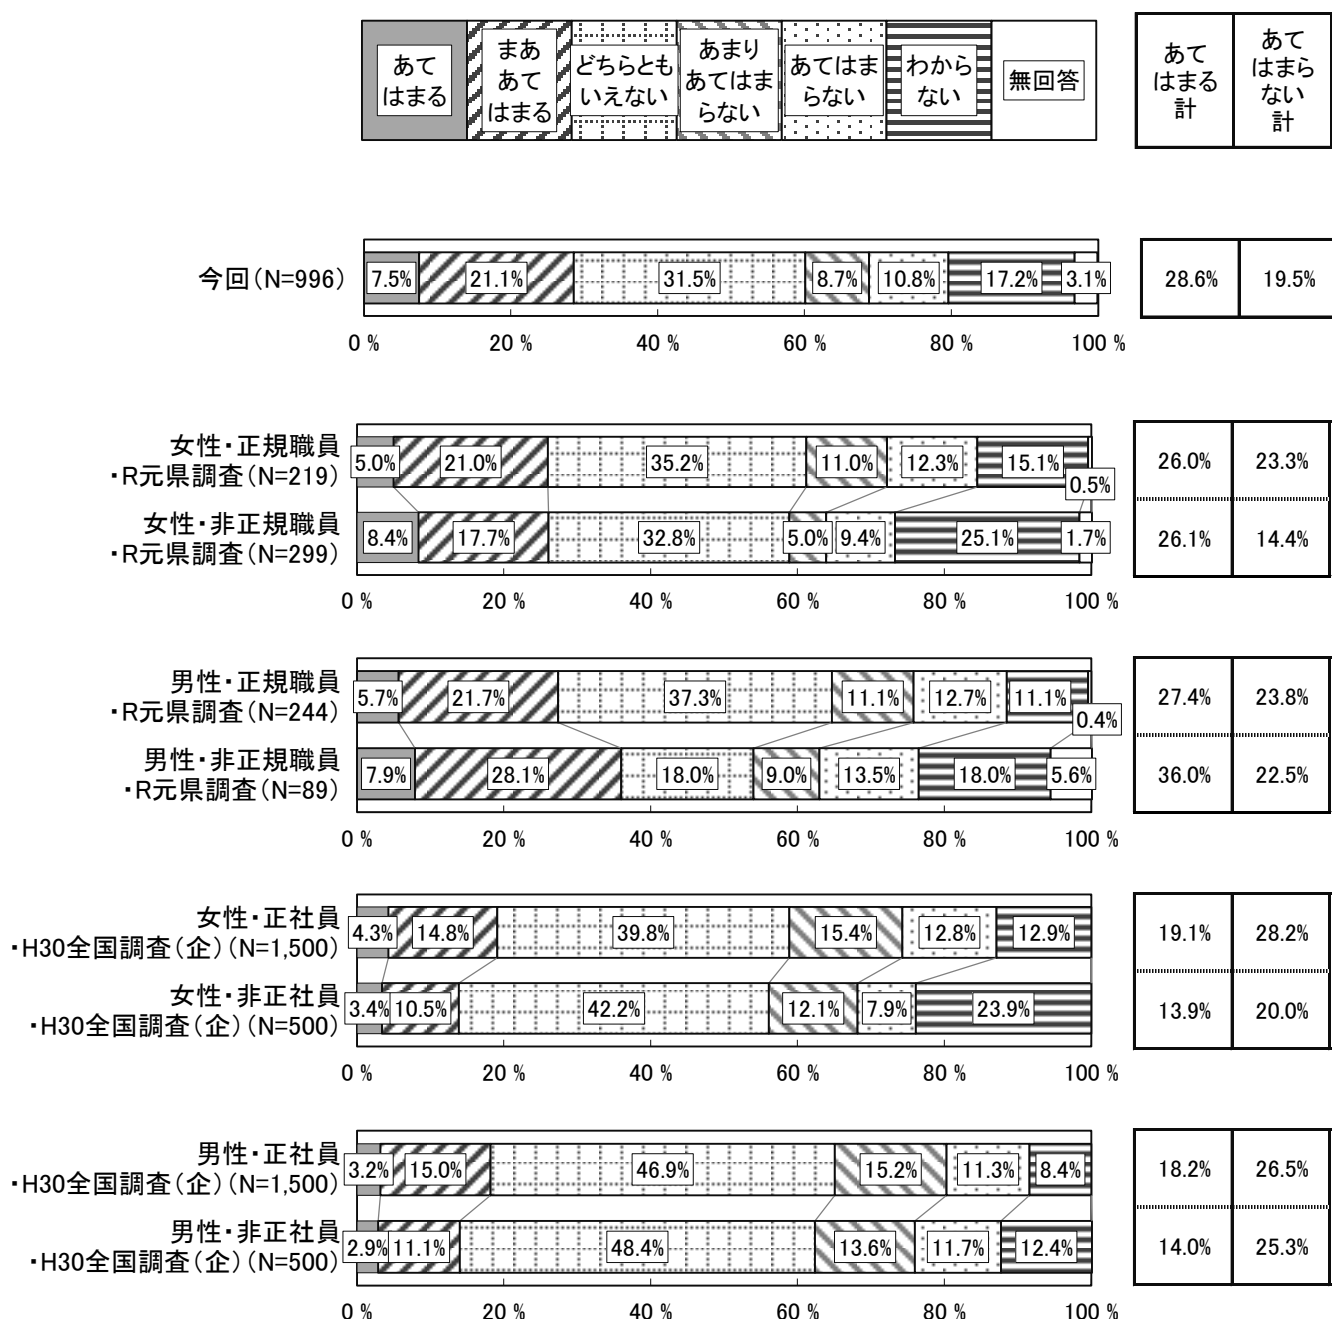 あて
はまる
まあ
あて
はまる
どちらとも
いえない
あまり
あてはま
らない
あてはま
らない
わから
ない
無回答
あて
はまる
計
あて
はまら
ない
計
今回(N=996)
7.5% 21.1% 31.5% 8.7% 10.8% 17.2% 3.1% 28.6% 19.5%
0 % 20 % 40 % 60 % 80 % 100 %
女性・正規職員
・R元県調査(N=219)
5.0% 21.0% 35.2% 11.0% 12.3% 15.1% 0.5% 26.0% 23.3%
女性・非正規職員
・R元県調査(N=299)
8.4% 17.7% 32.8% 5.0% 9.4% 25.1% 1.7% 26.1% 14.4%
0 % 20 % 40 % 60 % 80 % 100 %
男性・正規職員
・R元県調査(N=244)
5.7% 21.7% 37.3% 11.1% 12.7% 11.1% 0.4% 27.4% 23.8%
男性・非正規職員
・R元県調査(N=89)
7.9% 28.1% 18.0% 9.0% 13.5% 18.0% 5.6% 36.0% 22.5%
0 % 20 % 40 % 60 % 80 % 100 %
女性・正社員
・H30全国調査(企)(N=1,500)
4.3% 14.8% 39.8% 15.4% 12.8% 12.9% 19.1% 28.2%
女性・非正社員
・H30全国調査(企)(N=500)
3.4% 10.5% 42.2% 12.1% 7.9% 23.9% 13.9% 20.0%
0 % 20 % 40 % 60 % 80 % 100 %
男性・正社員
・H30全国調査(企)(N=1,500)
3.2% 15.0% 46.9% 15.2% 11.3% 8.4% 18.2% 26.5%
男性・非正社員
・H30全国調査(企)(N=500)
2.9% 11.1% 48.4% 13.6% 11.7% 12.4% 14.0% 25.3%
0 % 20 % 40 % 60 % 80 % 100 %